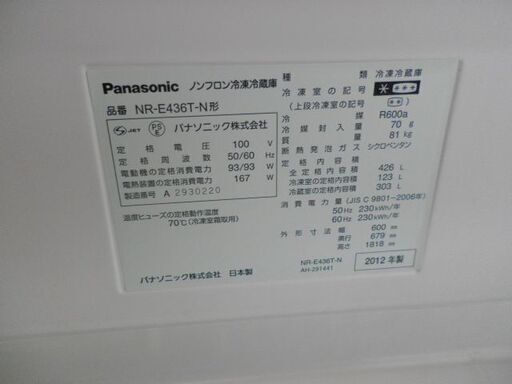 Panasonic ノンフロン冷凍冷蔵庫
品番 NR-E436T-N形
JET PSE パナソニック株式会社
定格電圧 100 V
定格周波数 50/60 Hz
電動機の定格消費電力 93/93 W
電熱装置の定格消費電力 167 W
製造番号 A 2930220
温度ヒューズの定格動作温度
70℃(冷凍室霜取用)
パナソニック株式会社 日本製
種類 冷凍冷蔵庫
冷凍室の記号
(上段冷凍室の記号)
冷媒 R600a
冷媒封入量 70 g
質量 81 kg
断熱発泡ガス シクロペンタン
定格内容積
全定格内容積 426 L
冷凍室の定格内容積 123 L
冷蔵室の定格内容積 303 L
消費電力量(JIS C 9801-2006年)
50Hz 230 kWh/年
60Hz 230 kWh/年
外形寸法 幅 600 mm
奥行 679 mm
高さ 1818 mm
NR-E436T-N
AH-291441
2012年製